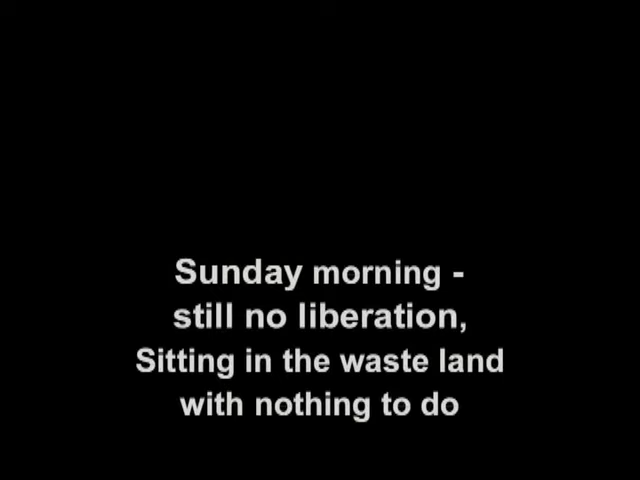 Sunday morning -
still no liberation,
Sitting in the waste land
with nothing to do